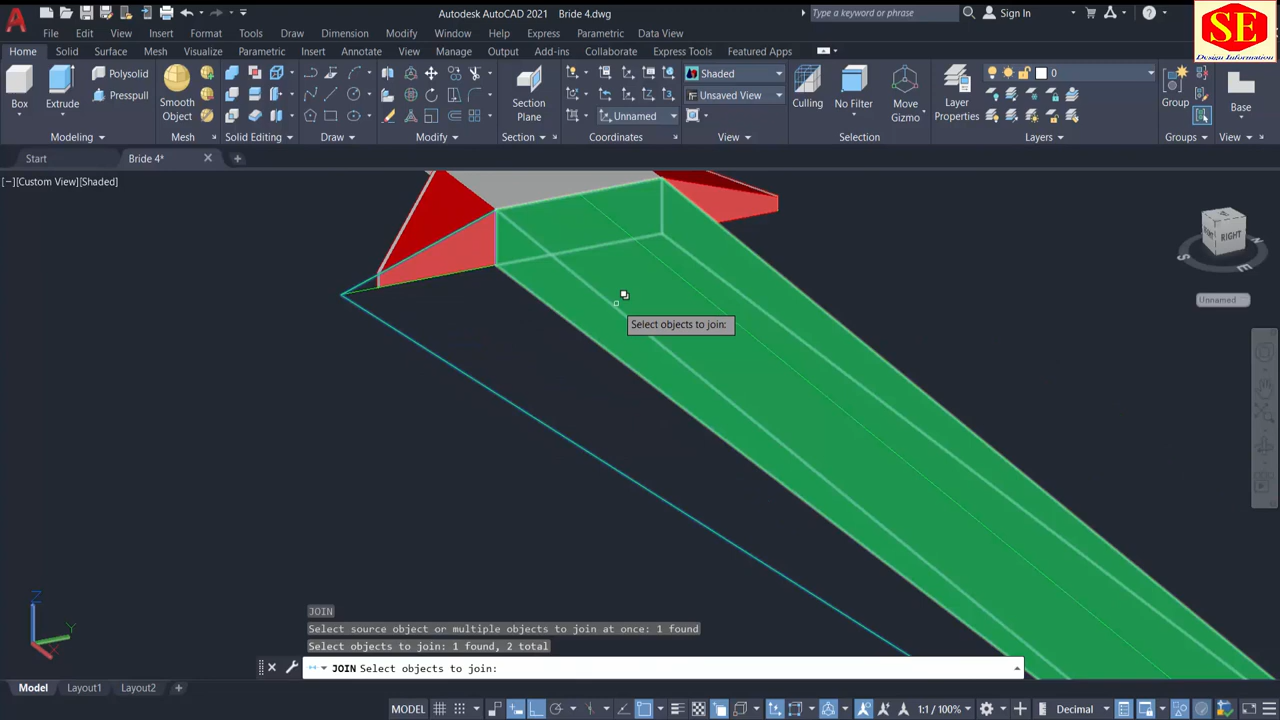 Autodesk AutoCAD 2021 Bride 4.dwg
Type a keyword or phrase
Sign In
SE
Design Information
File Edit View Insert Format Tools Draw Dimension Modify Window Help Express Parametric Data View
Home Solid Surface Mesh Visualize Parametric Insert Annotate View Manage Output Add-ins Collaborate Express Tools Featured Apps
Box
Extrude
Polysolid
Presspull
Smooth
Object
Section
Plane
Unnamed
Shaded
Unsaved View
Culling
No Filter
Move
Gizmo
Layer
Properties
0
Group
Base
Modeling Mesh Solid Editing Draw Modify Section Coordinates View Selection Layers Groups View
Start Bride 4*
[−][Custom View][Shaded]
RIGHT
S
E
N
Unnamed
Select objects to join:
Z
Y
X
JOIN
Select source object or multiple objects to join at once: 1 found
Select objects to join: 1 found, 2 total
JOIN Select objects to join:
Model Layout1 Layout2
MODEL
1:1 / 100%
Decimal